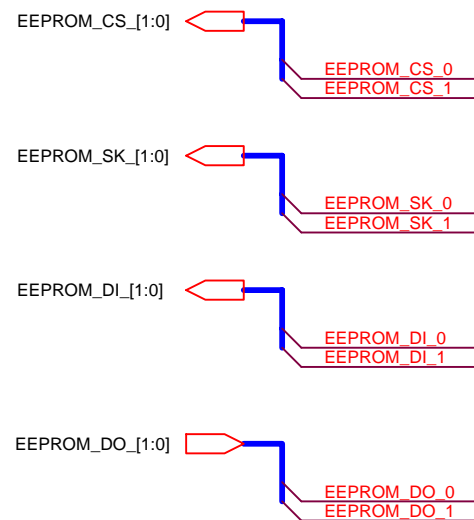 EEPROM_CS_[1:0]
EEPROM_CS_0
EEPROM_CS_1
EEPROM_SK_[1:0]
EEPROM_SK_0
EEPROM_SK_1
EEPROM_DI_[1:0]
EEPROM_DI_0
EEPROM_DI_1
EEPROM_DO_[1:0]
EEPROM_DO_0
EEPROM_DO_1